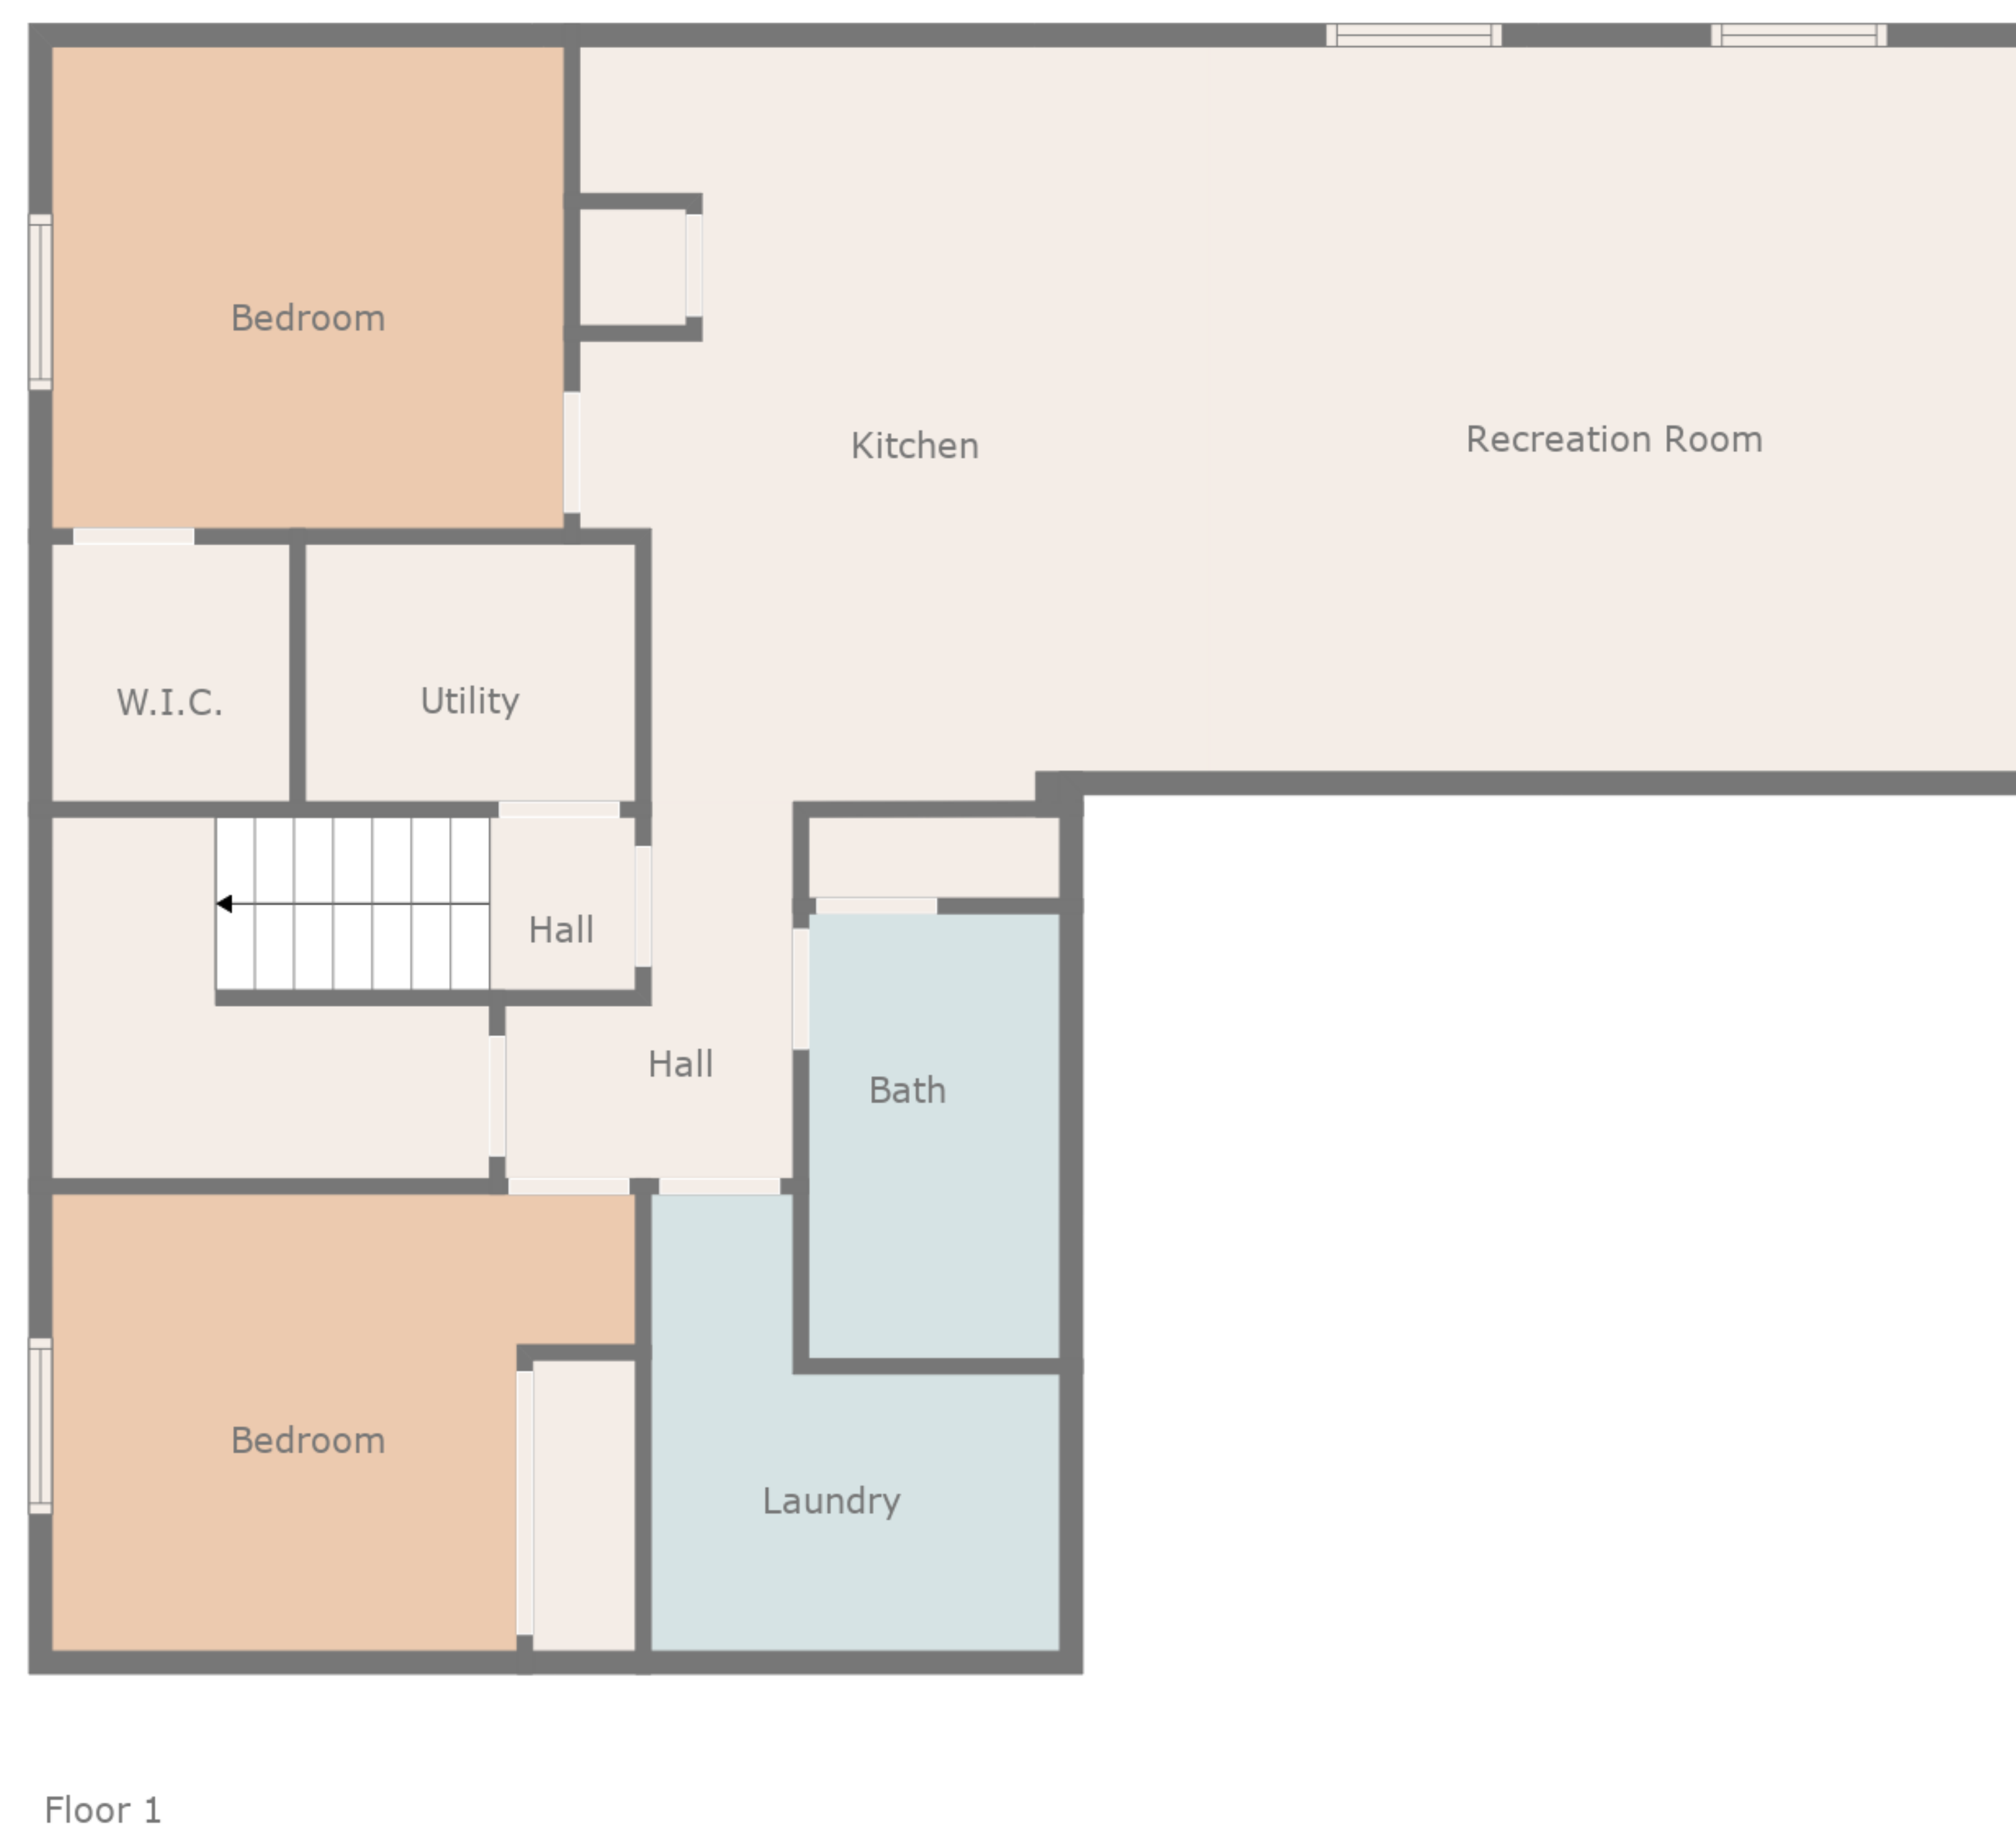 Bedroom
Kitchen
Recreation Room
W.I.C.
Utility
Hall
Hall
Bath
Bedroom
Laundry
Floor 1